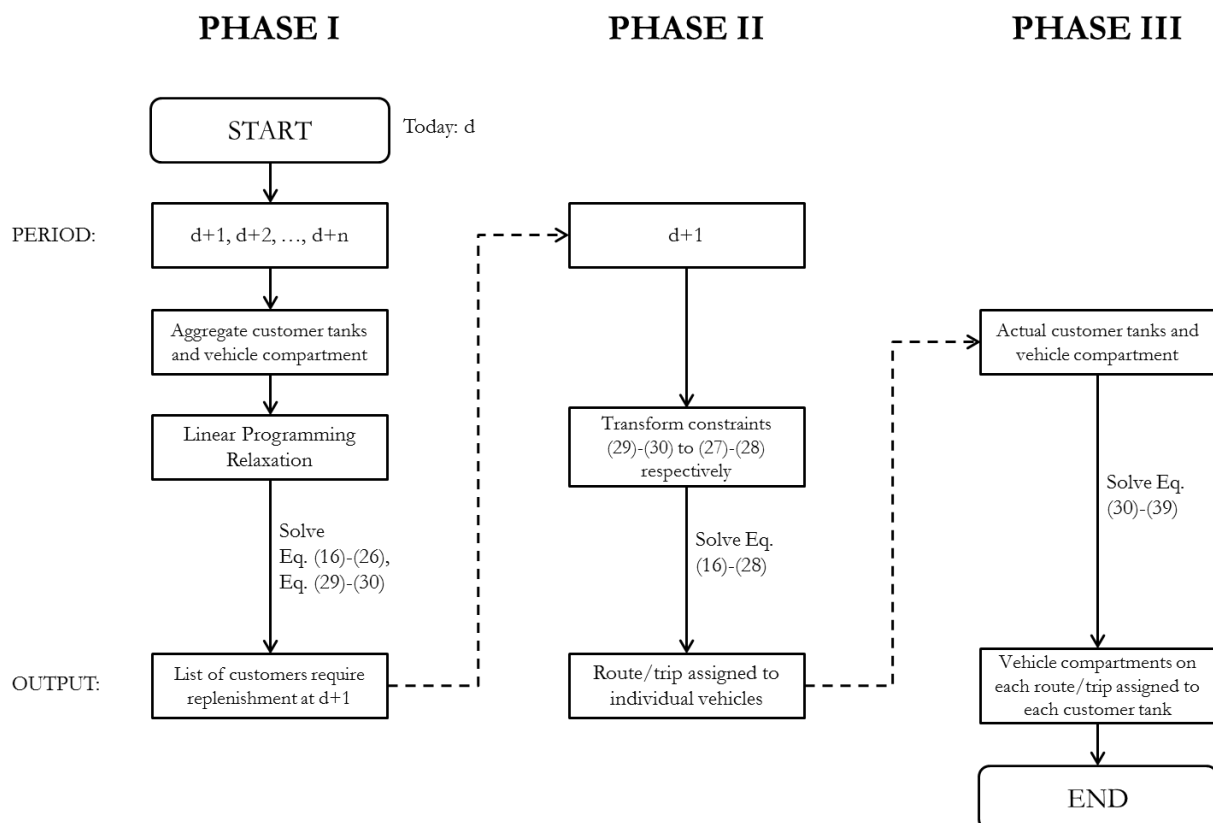 PHASE I
PHASE II
PHASE III
START
Today: d
PERIOD:
d+1, d+2, …, d+n
d+1
Aggregate customer tanks
and vehicle compartment
Actual customer tanks and
vehicle compartment
Linear Programming
Relaxation
Transform constraints
(29)-(30) to (27)-(28)
respectively
Solve
Eq. (16)-(26),
Eq. (29)-(30)
Solve Eq.
(16)-(28)
Solve Eq.
(30)-(39)
OUTPUT:
List of customers require
replenishment at d+1
Route/trip assigned to
individual vehicles
Vehicle compartments on
each route/trip assigned to
each customer tank
END